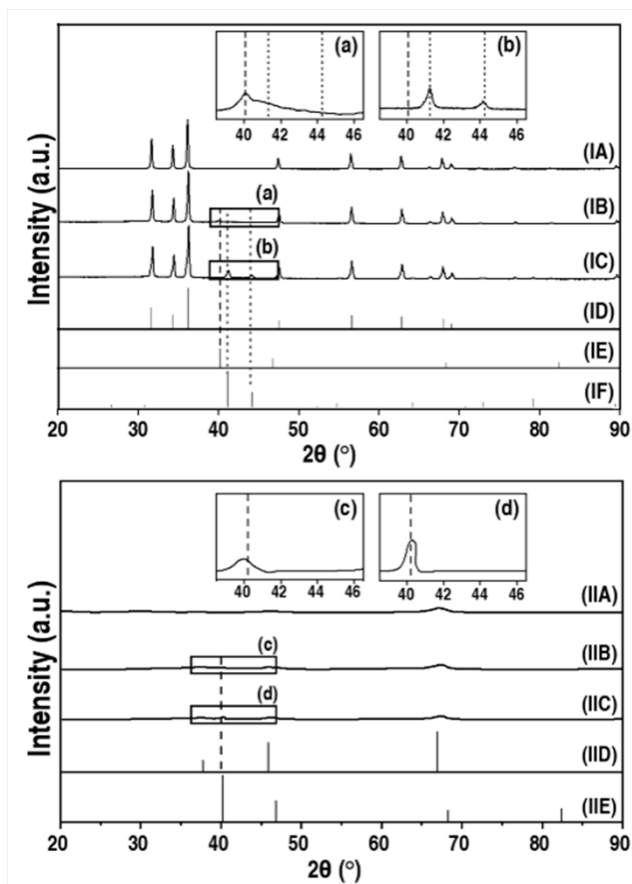 (a)
(b)
40 42 44 46
40 42 44 46
Intensity (a.u.)
(IA)
(a)
(IB)
(b)
(IC)
(ID)
(IE)
(IF)
20 30 40 50 60 70 80 90
2θ (°)
(c)
(d)
40 42 44 46
40 42 44 46
Intensity (a.u.)
(IIA)
(c)
(IIB)
(d)
(IIC)
(IID)
(IIE)
20 30 40 50 60 70 80 90
2θ (°)